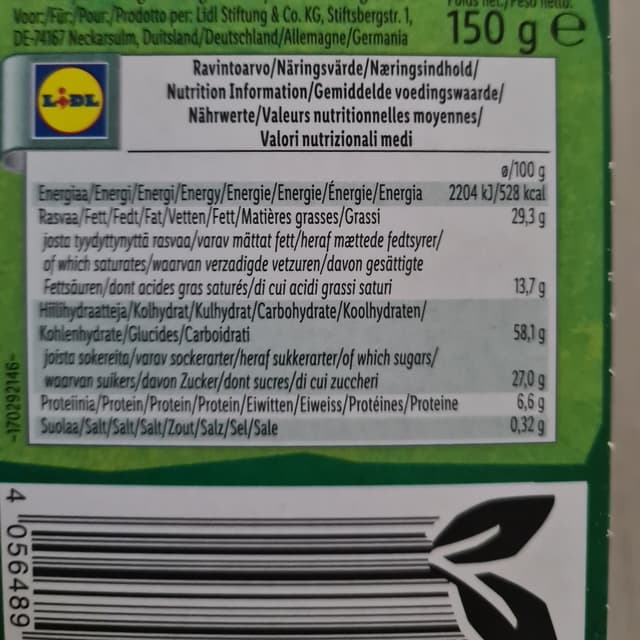 Voor:/Für:/Pour:/Prodotto per: Lidl Stiftung & Co. KG, Stiftsbergstr. 1,
DE-74167 Neckarsulm, Duitsland/Deutschland/Allemagne/Germania
150 g e
LIDL
Ravintoarvo/Näringsvärde/Næringsindhold/
Nutrition Information/Gemiddelde voedingswaarde/
Nährwerte/Valeurs nutritionnelles moyennes/
Valori nutrizionali medi
ø/100 g
Energiaa/Energi/Energi/Energy/Energie/Energie/Énergie/Energia 2204 kJ/528 kcal
Rasvaa/Fett/Fedt/Fat/Vetten/Fett/Matières grasses/Grassi 29,3 g
josta tyydyttynyttä rasvaa/varav mättat fett/heraf mættede fedtsyrer/
of which saturates/waarvan verzadigde vetzuren/davon gesättigte
Fettsäuren/dont acides gras saturés/di cui acidi grassi saturi 13,7 g
Hiilihydraatteja/Kolhydrat/Kulhydrat/Carbohydrate/Koolhydraten/
Kohlenhydrate/Glucides/Carboidrati 58,1 g
joista sokereita/varav sockerarter/heraf sukkerarter/of which sugars/
waarvan suikers/davon Zucker/dont sucres/di cui zuccheri 27,0 g
Proteiinia/Protein/Protein/Protein/Eiwitten/Eiweiss/Protéines/Proteine 6,6 g
Suolaa/Salt/Salt/Salt/Zout/Salz/Sel/Sale 0,32 g
-170292146-
4 056489